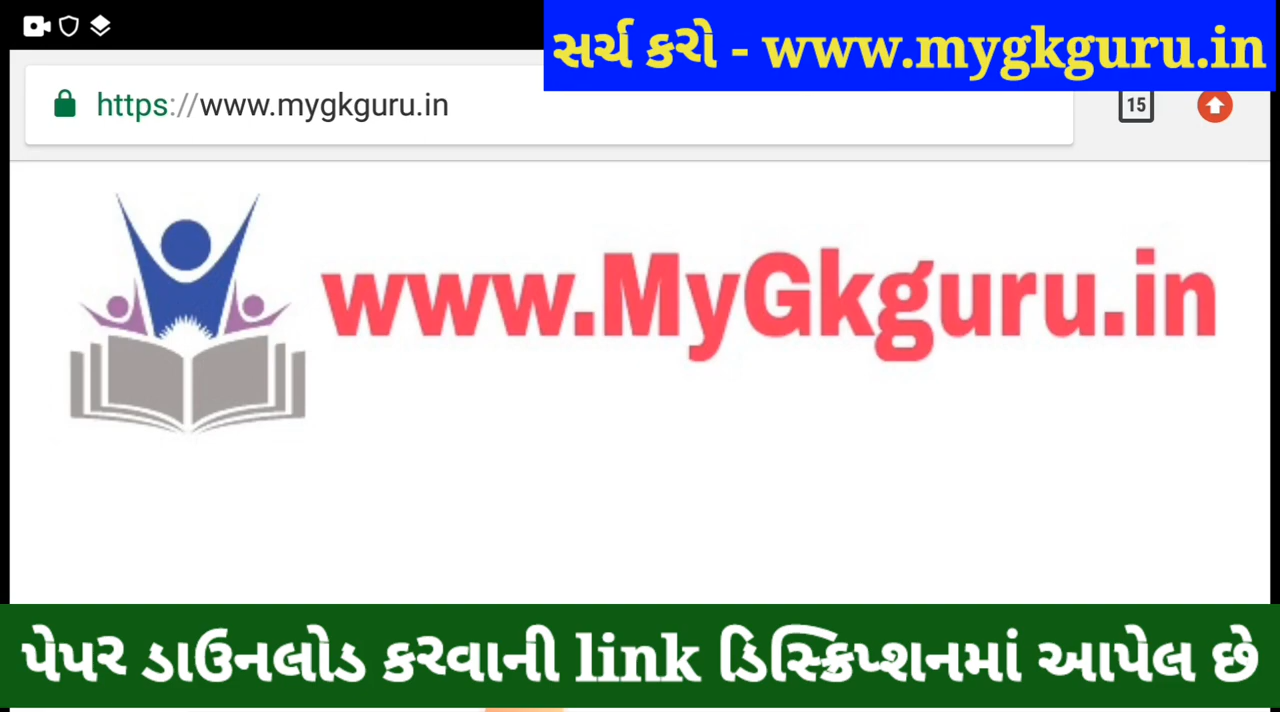 સર્ચ કરો - www.mygkguru.in
https://www.mygkguru.in
15
www.MyGkguru.in
પેપર ડાઉનલોડ કરવાની link ડિસ્ક્રિપ્શનમાં આપેલ છે